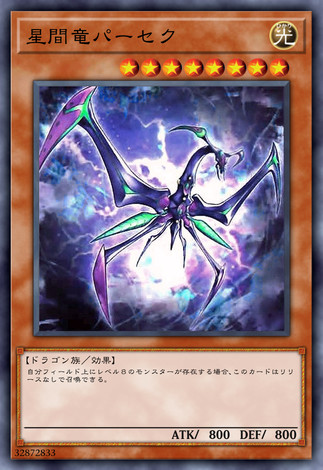 星間竜パーセク
光
【ドラゴン族/効果】
自分フィールド上にレベル8のモンスターが存在する場合、このカードはリリ
ースなしで召喚できる。
ATK/ 800 DEF/ 800
32872833